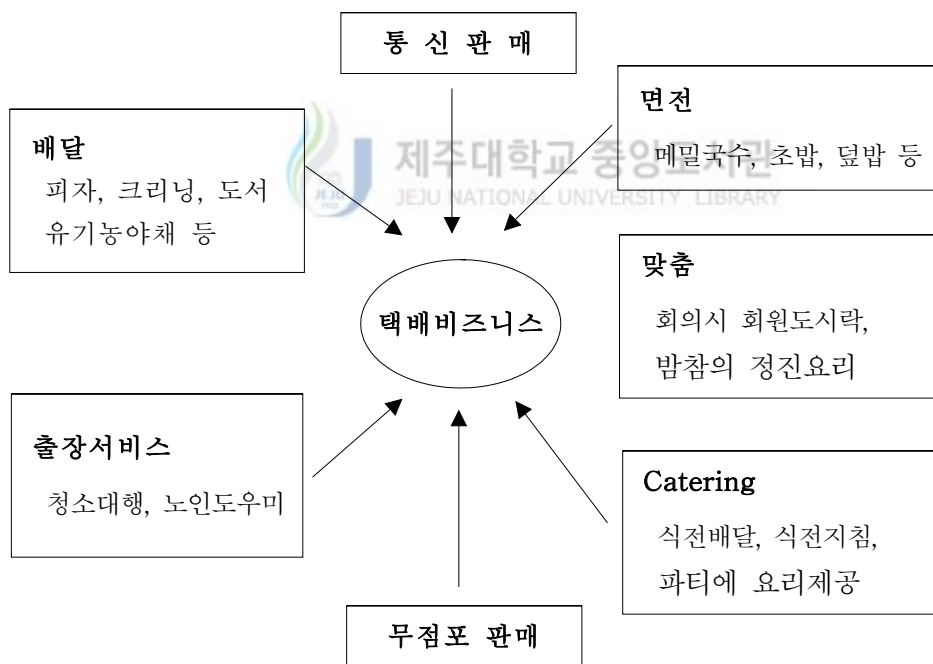 통 신 판 매
면전
메밀국수, 초밥, 덮밥 등
배달
피자, 크리닝, 도서
유기농야채 등
제주대학교 중앙도서관
JEJU NATIONAL UNIVERSITY LIBRARY
JEJU
1952
맞춤
회의시 회원도시락,
밤참의 정진요리
택배비즈니스
출장서비스
청소대행, 노인도우미
Catering
식전배달, 식전지침,
파티에 요리제공
무점포 판매